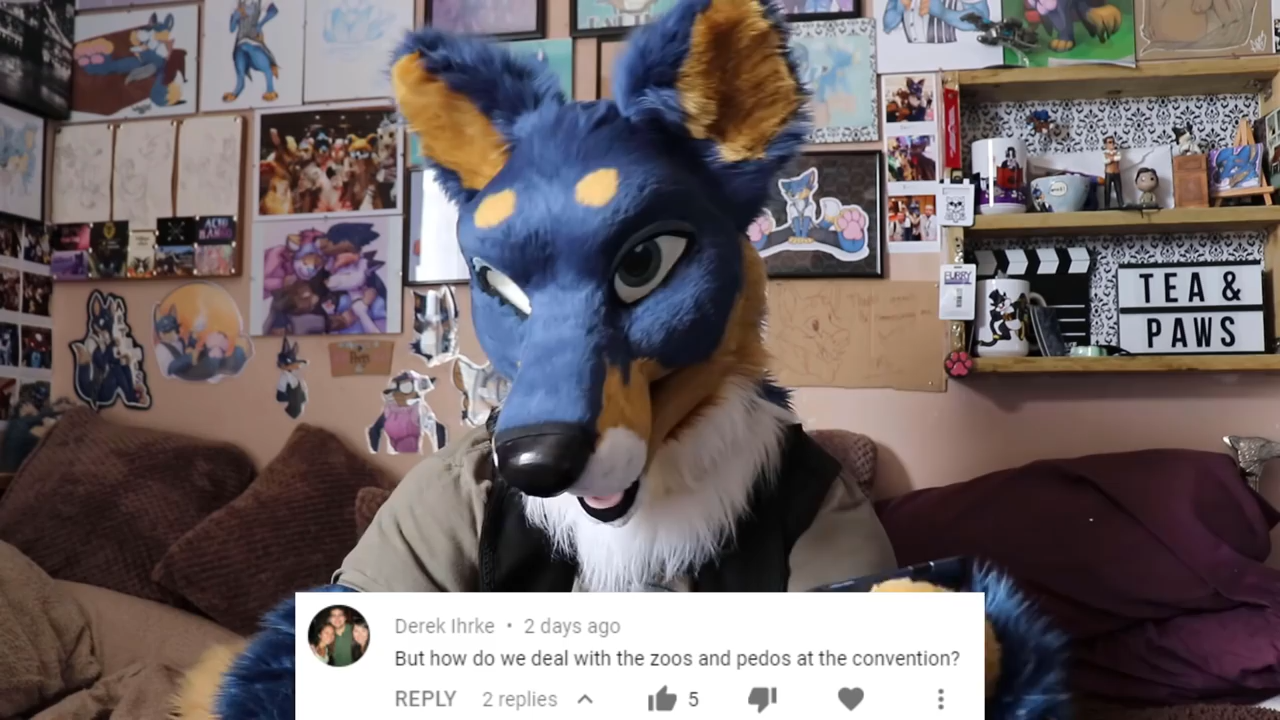 TEA &
PAWS
FURRY
Derek Ihrke • 2 days ago
But how do we deal with the zoos and pedos at the convention?
REPLY 2 replies 5